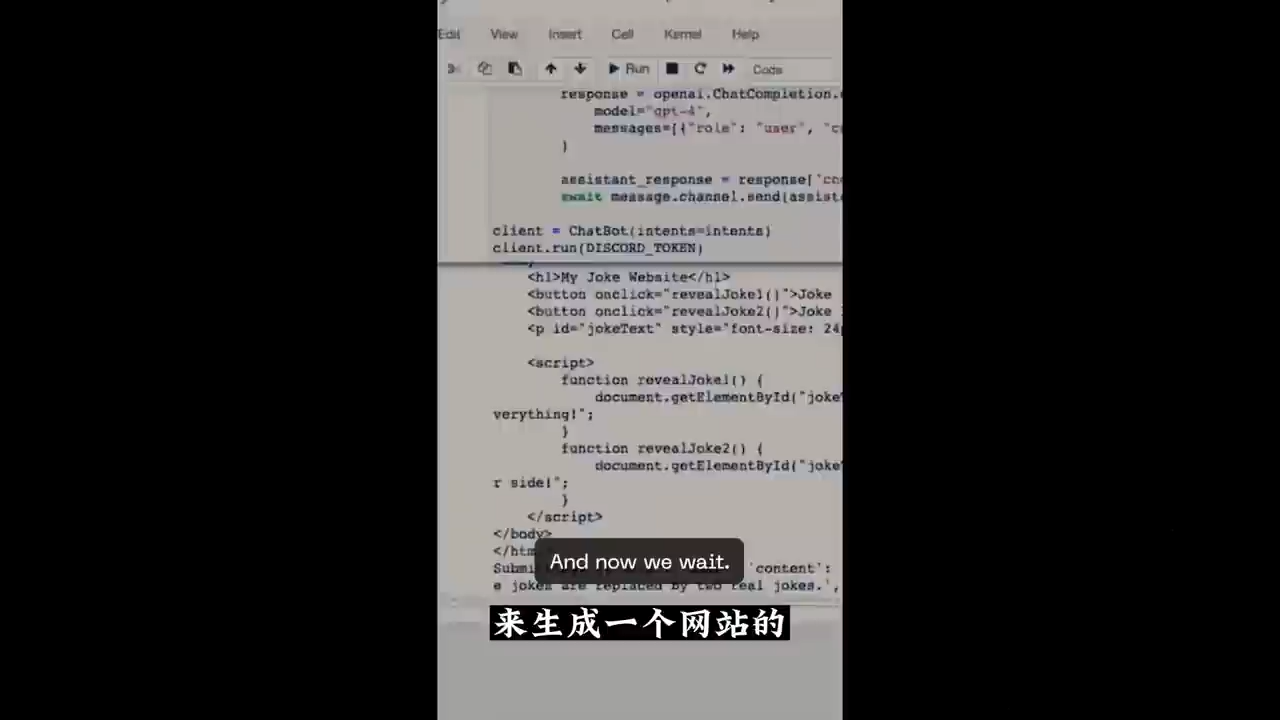 Edit View Insert Cell Kernel Help
Run Code
response = openai.ChatCompletion.
model="gpt-4",
messages=[{"role": "user", "c
)
assistant_response = response['
await message.channel.send(assist
client = ChatBot(intents=intents)
client.run(DISCORD_TOKEN)
<h1>My Joke Website</h1>
<button onclick="revealJoke1()">Joke
<button onclick="revealJoke2()">Joke
<p id="jokeText" style="font-size: 24
<script>
function revealJoke1() {
document.getElementById("joke
verything!";
}
function revealJoke2() {
document.getElementById("joke
r side!";
}
</script>
</body>
</htm
And now we wait.
Submi 'content':
e jokes are replaced by two real jokes.',
来生成一个网站的